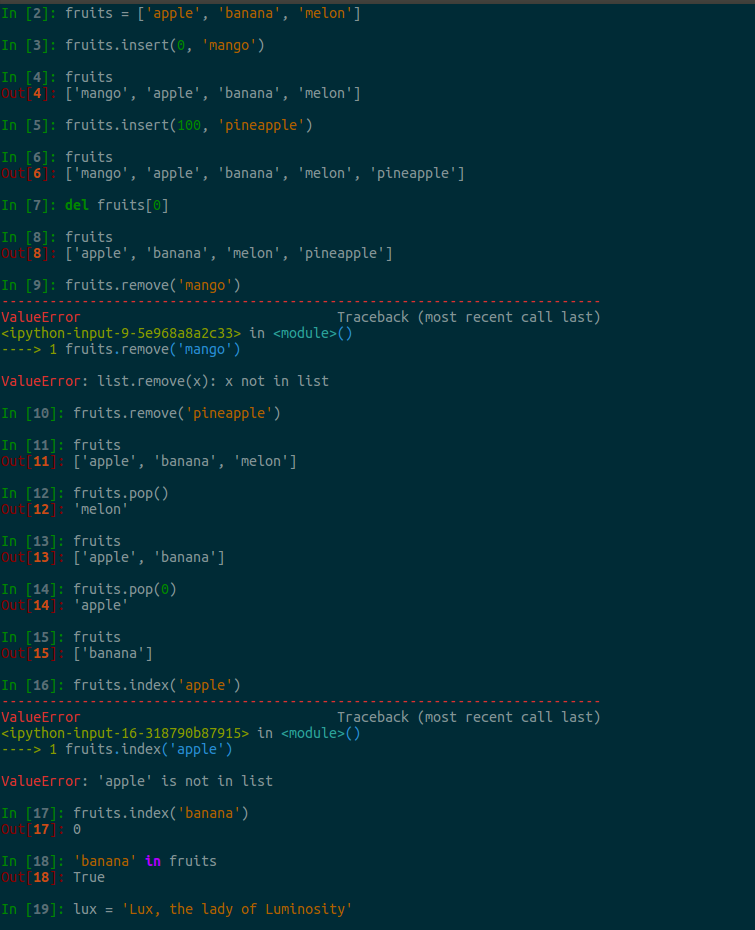 In [2]: fruits = ['apple', 'banana', 'melon']
In [3]: fruits.insert(0, 'mango')
In [4]: fruits
Out[4]: ['mango', 'apple', 'banana', 'melon']
In [5]: fruits.insert(100, 'pineapple')
In [6]: fruits
Out[6]: ['mango', 'apple', 'banana', 'melon', 'pineapple']
In [7]: del fruits[0]
In [8]: fruits
Out[8]: ['apple', 'banana', 'melon', 'pineapple']
In [9]: fruits.remove('mango')
---------------------------------------------------------------------------
ValueError                                Traceback (most recent call last)
<ipython-input-9-5e968a8a2c33> in <module>()
----> 1 fruits.remove('mango')
ValueError: list.remove(x): x not in list
In [10]: fruits.remove('pineapple')
In [11]: fruits
Out[11]: ['apple', 'banana', 'melon']
In [12]: fruits.pop()
Out[12]: 'melon'
In [13]: fruits
Out[13]: ['apple', 'banana']
In [14]: fruits.pop(0)
Out[14]: 'apple'
In [15]: fruits
Out[15]: ['banana']
In [16]: fruits.index('apple')
---------------------------------------------------------------------------
ValueError                                Traceback (most recent call last)
<ipython-input-16-318790b87915> in <module>()
----> 1 fruits.index('apple')
ValueError: 'apple' is not in list
In [17]: fruits.index('banana')
Out[17]: 0
In [18]: 'banana' in fruits
Out[18]: True
In [19]: lux = 'Lux, the lady of Luminosity'